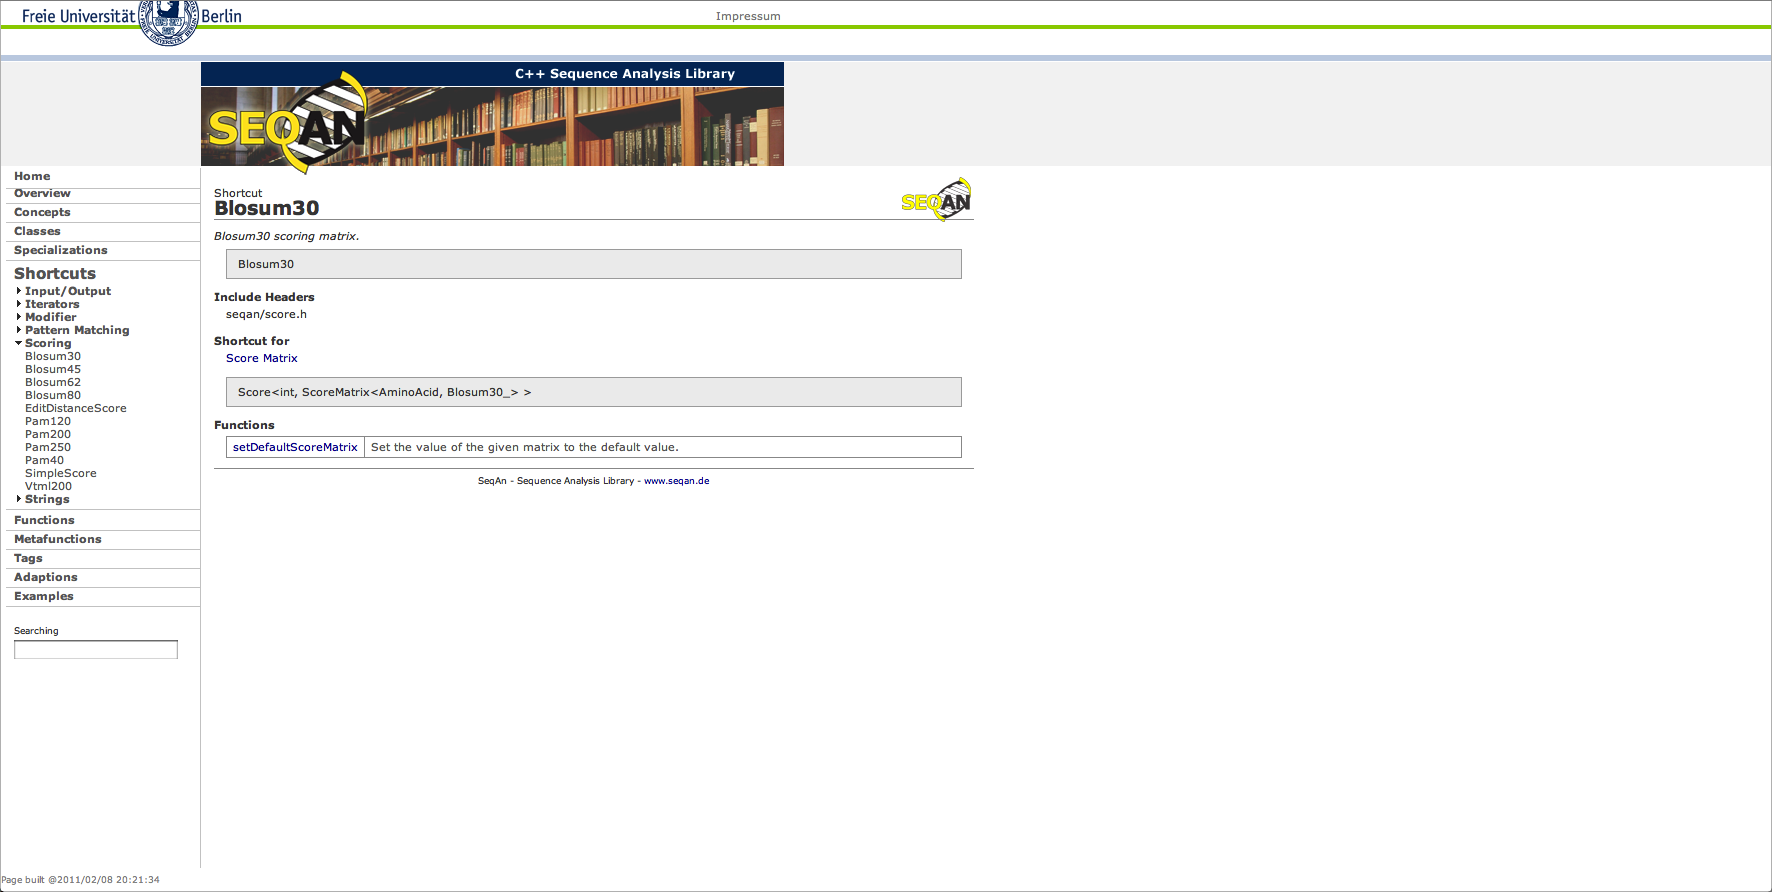 Freie Universität Berlin
Impressum
C++ Sequence Analysis Library
SEQAN
Home
Overview
Concepts
Classes
Specializations
Shortcuts
Input/Output
Iterators
Modifier
Pattern Matching
Scoring
Blosum30
Blosum45
Blosum62
Blosum80
EditDistanceScore
Pam120
Pam200
Pam250
Pam40
SimpleScore
Vtml200
Strings
Functions
Metafunctions
Tags
Adaptions
Examples
Searching
Shortcut
Blosum30
SEQAN
Blosum30 scoring matrix.
Blosum30
Include Headers
seqan/score.h
Shortcut for
Score Matrix
Score<int, ScoreMatrix<AminoAcid, Blosum30_> >
Functions
setDefaultScoreMatrix Set the value of the given matrix to the default value.
SeqAn - Sequence Analysis Library - www.seqan.de
Page built @2011/02/08 20:21:34